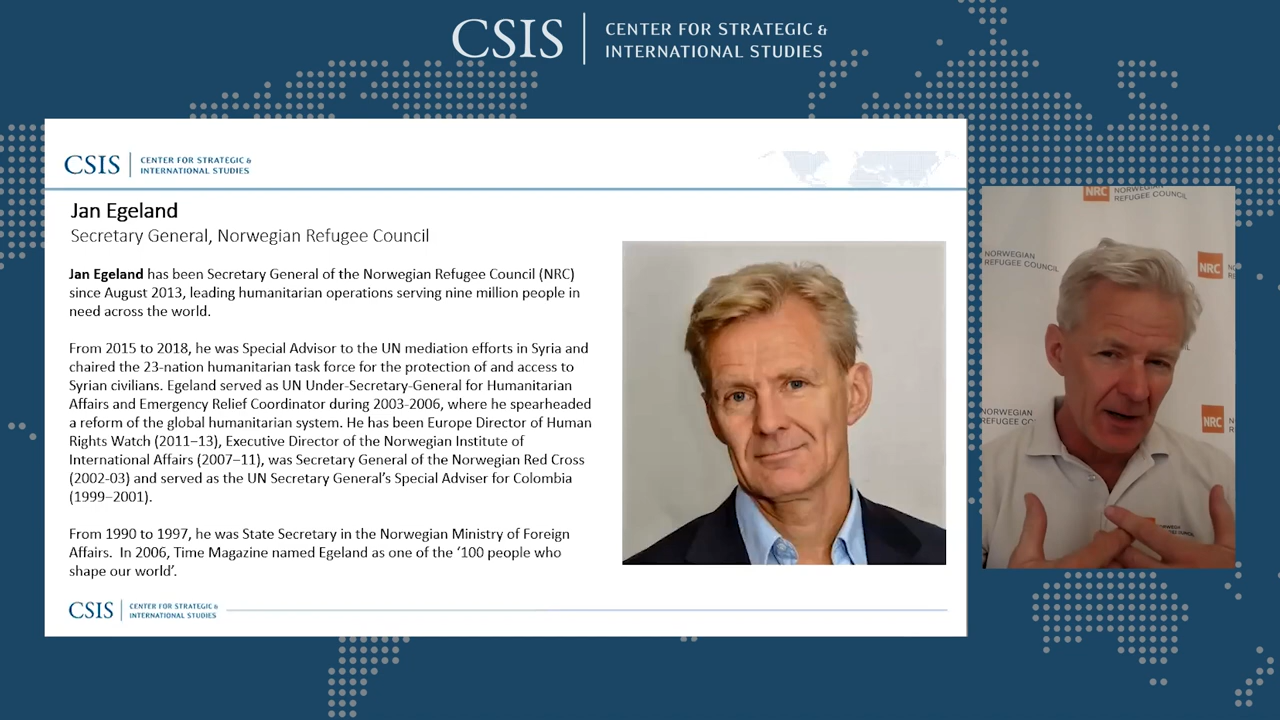 CSIS
CENTER FOR STRATEGIC &
INTERNATIONAL STUDIES
CSIS
CENTER FOR STRATEGIC &
INTERNATIONAL STUDIES
Jan Egeland
Secretary General, Norwegian Refugee Council
Jan Egeland has been Secretary General of the Norwegian Refugee Council (NRC)
since August 2013, leading humanitarian operations serving nine million people in
need across the world.
From 2015 to 2018, he was Special Advisor to the UN mediation efforts in Syria and
chaired the 23-nation humanitarian task force for the protection of and access to
Syrian civilians. Egeland served as UN Under-Secretary-General for Humanitarian
Affairs and Emergency Relief Coordinator during 2003-2006, where he spearheaded
a reform of the global humanitarian system. He has been Europe Director of Human
Rights Watch (2011–13), Executive Director of the Norwegian Institute of
International Affairs (2007–11), was Secretary General of the Norwegian Red Cross
(2002-03) and served as the UN Secretary General's Special Adviser for Colombia
(1999–2001).
From 1990 to 1997, he was State Secretary in the Norwegian Ministry of Foreign
Affairs. In 2006, Time Magazine named Egeland as one of the ‘100 people who
shape our world’.
CSIS
CENTER FOR STRATEGIC &
INTERNATIONAL STUDIES
NRC
NORWEGIAN
REFUGEE COUNCIL
NORWEGIAN
REFUGEE COUNCIL
NRC
NORWEGIAN
REFUGEE CO
NRC